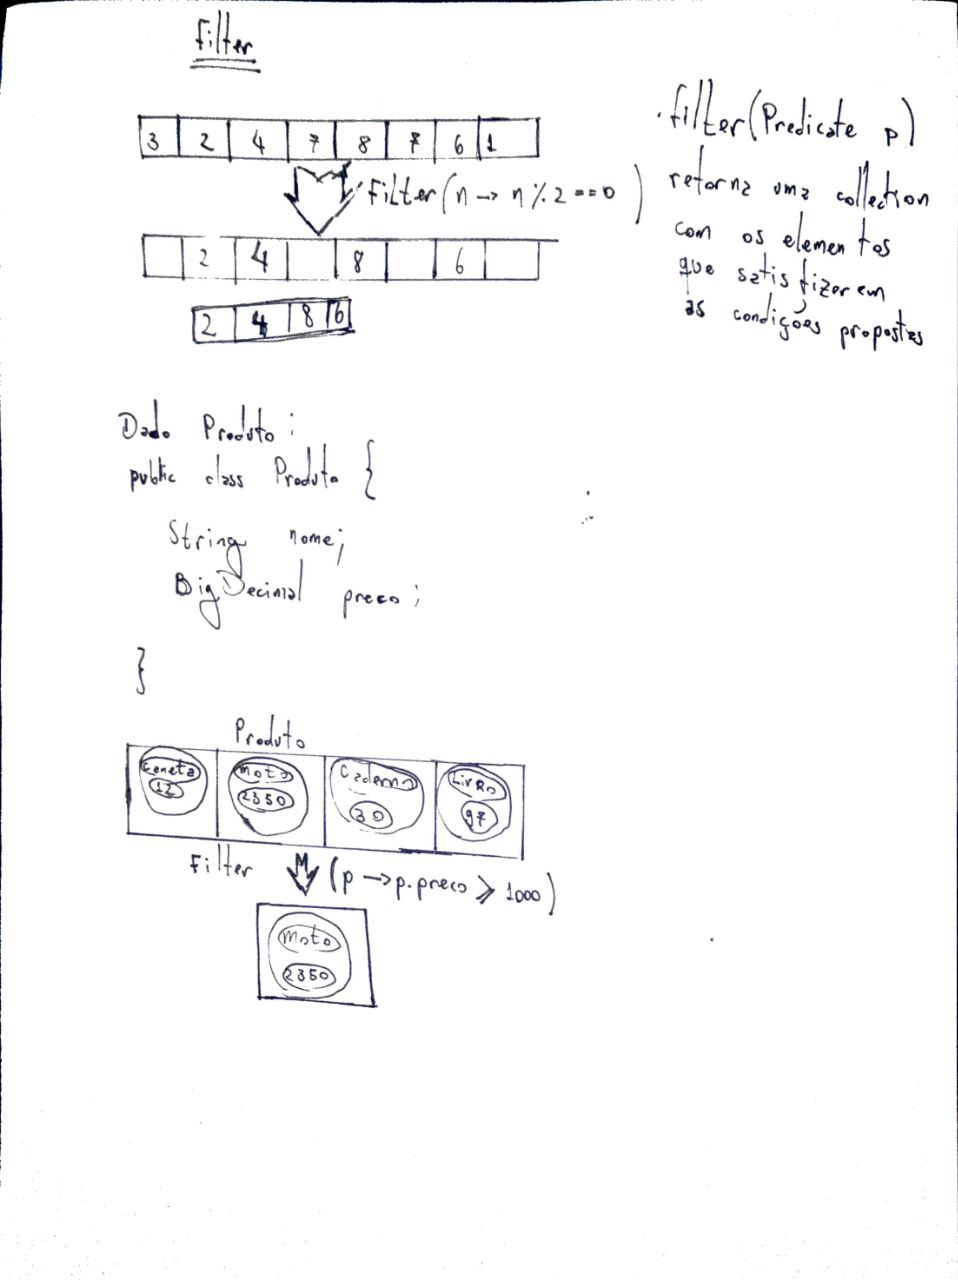 Filter
3 2 4 7 8 7 6 1
Filter(n → n % 2 == 0)
2 4 8 6
2 4 8 6
.filter(Predicate p)
retorna uma collection
com os elementos
que satisfizerem
as condições propostas
Dado Produto:
public class Produto {
String nome;
BigDecimal preco;
}
Produto
Caneta Moto Caderno Livro
12 2350 30 97
Filter (p → p.preco > 1000)
Moto
2350